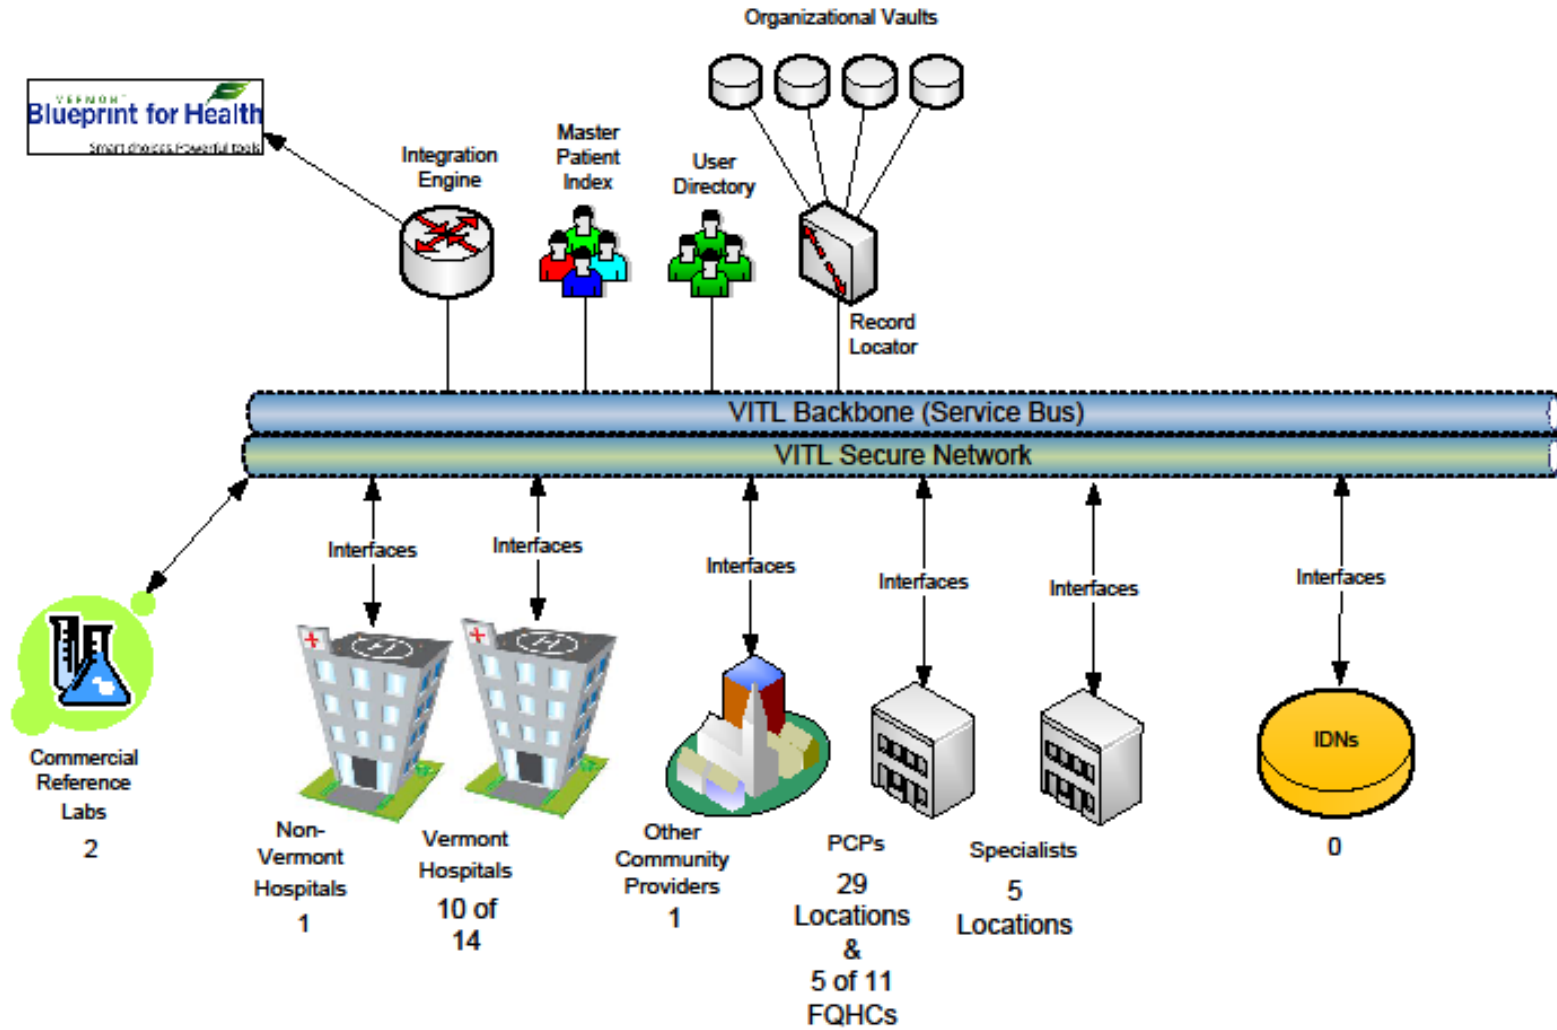 Organizational Vaults
VERMONT
Blueprint for Health
Smart choices. Powerful tools.
Integration
Engine
Master
Patient
Index
User
Directory
Record
Locator
VITL Backbone (Service Bus)
VITL Secure Network
Interfaces
Interfaces
Interfaces
Interfaces
Interfaces
Interfaces
Commercial
Reference
Labs
2
Non-
Vermont
Hospitals
1
Vermont
Hospitals
10 of
14
Other
Community
Providers
1
PCPs
29
Locations
&
5 of 11
FQHCs
Specialists
5
Locations
IDNs
0